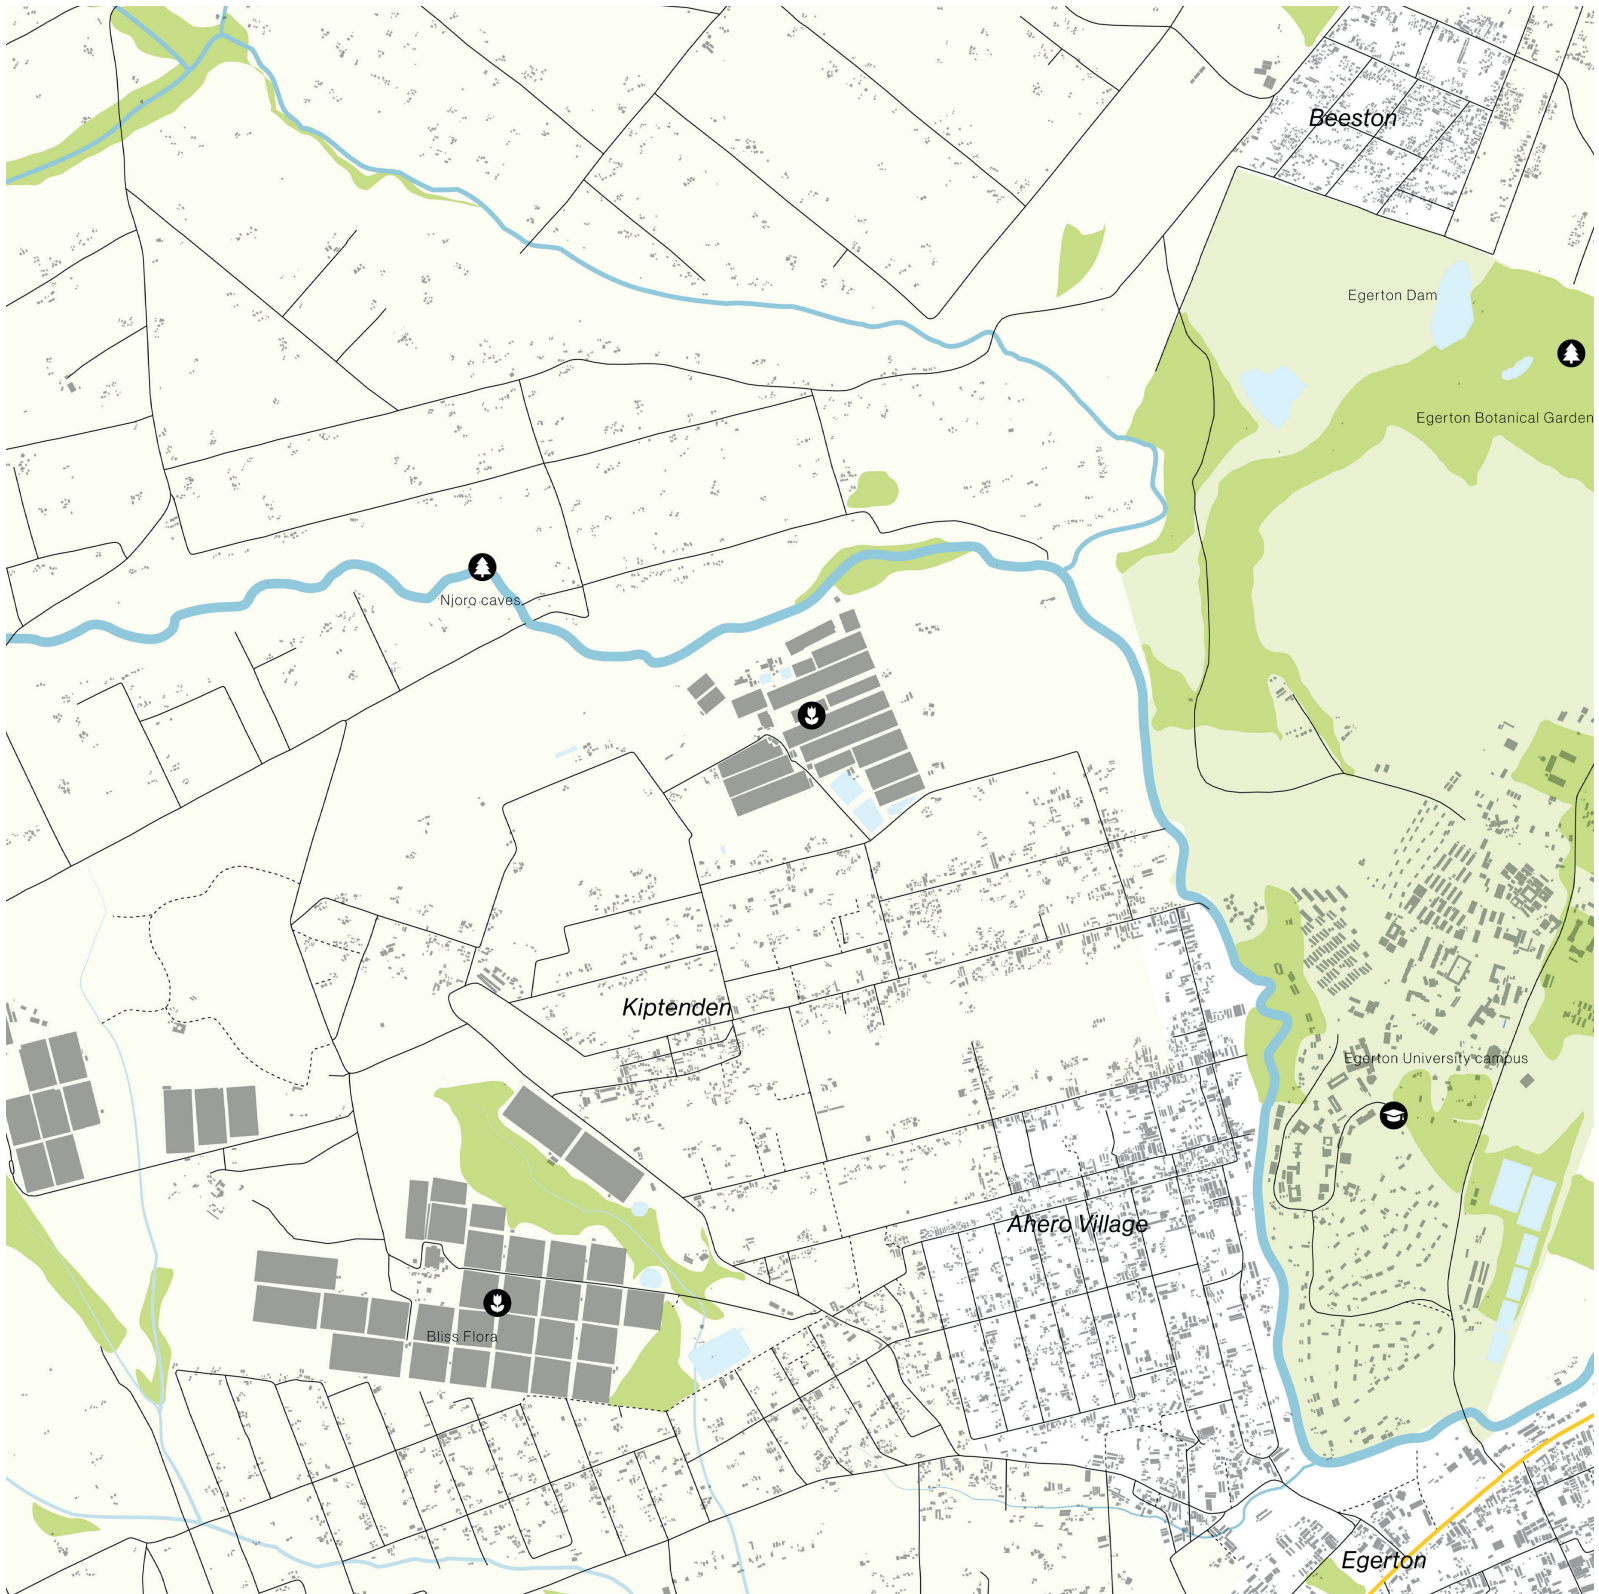 Beeston
Egerton Dam
Egerton Botanical Garden
Njoro caves
Kiptenden
Egerton University campus
Ahero Village
Bliss Flora
Egerton